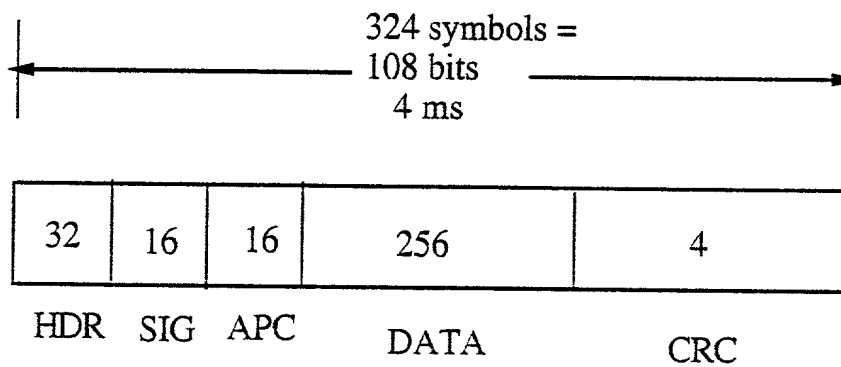 324 symbols =
108 bits
4 ms
32 16 16 256 4
HDR SIG APC DATA CRC